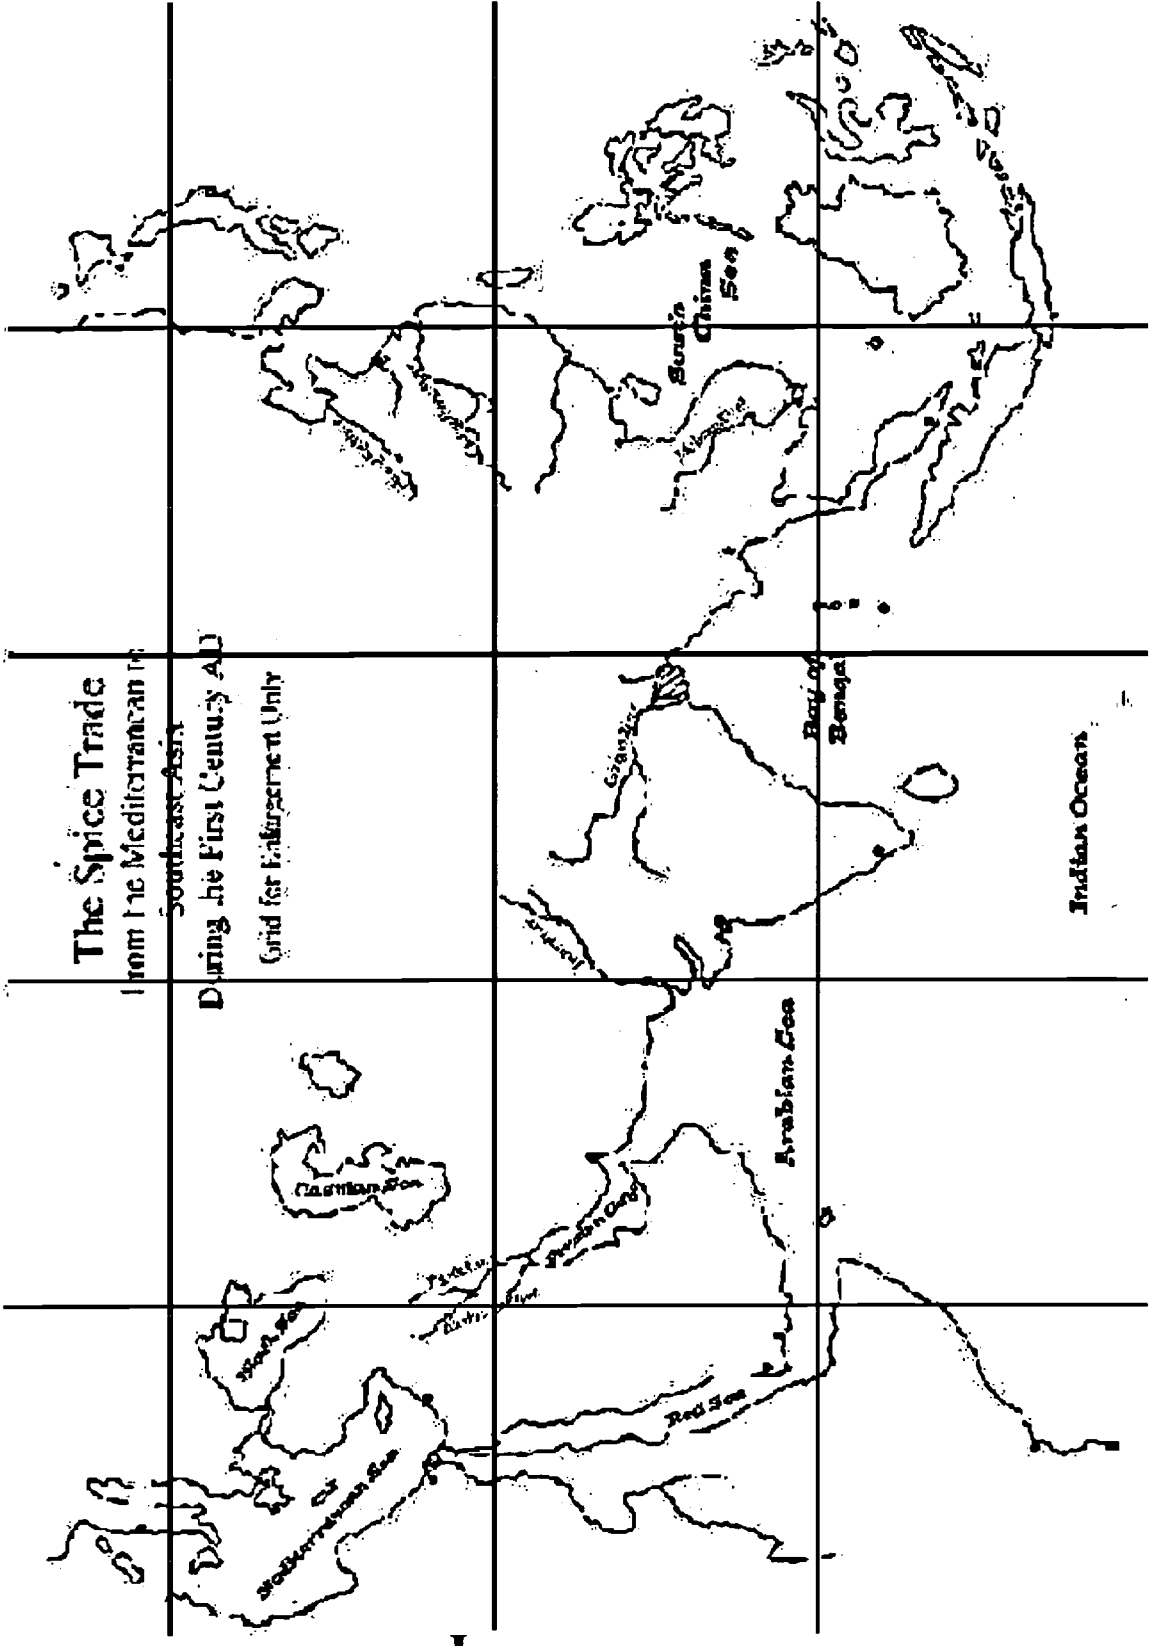 The Spice Trade
From the Mediterranean to
Southeast Asia
During the First Century AD
Grid for Enlargement Only
Black Sea
Caspian Sea
Mediterranean Sea
Red Sea
Persian Gulf
Arabian Sea
Indus
Ganges
Bay of
Bengal
Indian Ocean
South
China
Sea